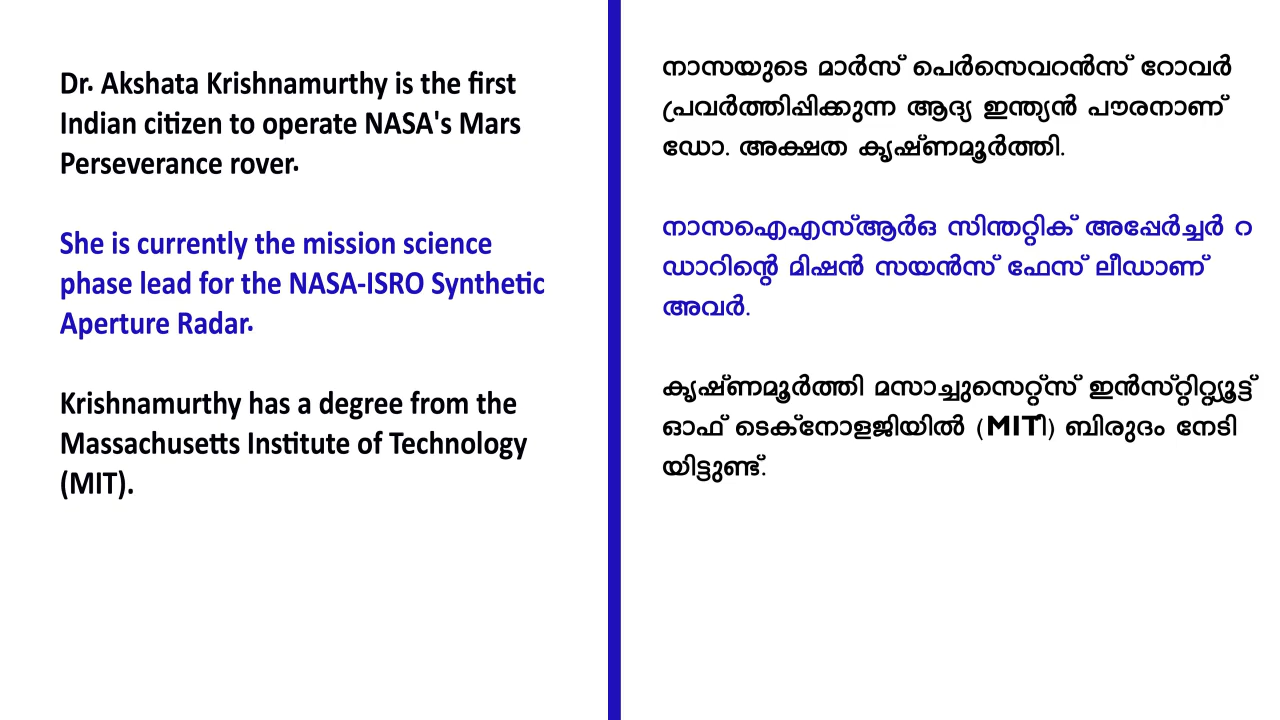 Dr. Akshata Krishnamurthy is the first
Indian citizen to operate NASA's Mars
Perseverance rover.
She is currently the mission science
phase lead for the NASA-ISRO Synthetic
Aperture Radar.
Krishnamurthy has a degree from the
Massachusetts Institute of Technology
(MIT).
നാസയുടെ മാർസ് പെർസെവറൻസ് റോവർ
പ്രവർത്തിപ്പിക്കുന്ന ആദ്യ ഇന്ത്യൻ പൗരനാണ്
ഡോ. അക്ഷത കൃഷ്ണമൂർത്തി.
നാസഐഎസ്ആർഒ സിന്തറ്റിക് അപ്പേർച്ചർ റ
ഡാറിന്റെ മിഷൻ സയൻസ് ഫേസ് ലീഡാണ്
അവർ.
കൃഷ്ണമൂർത്തി മസാച്ചുസെറ്റ്സ് ഇൻസ്റ്റിറ്റ്യൂട്ട്
ഓഫ് ടെക്നോളജിയിൽ (MITീ) ബിരുദം നേടി
യിട്ടുണ്ട്.